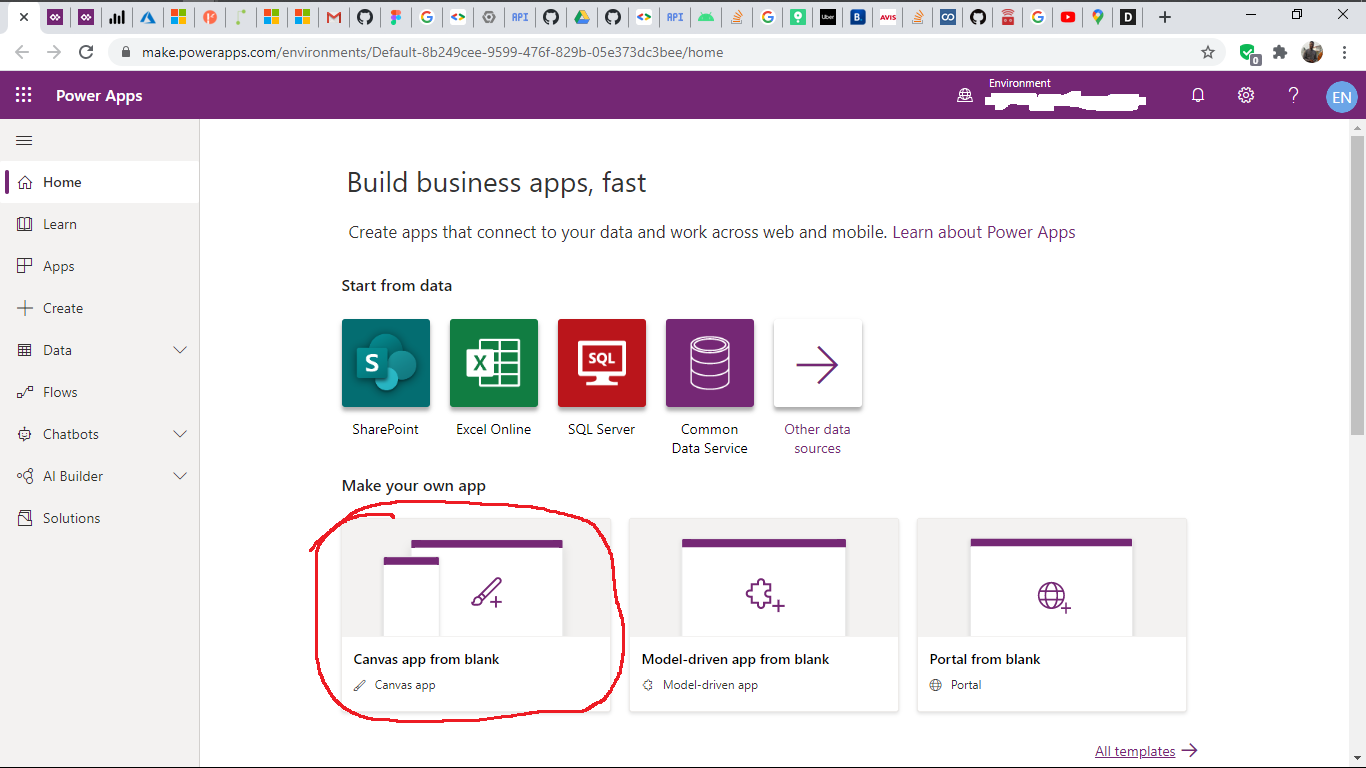 API
API
Uber
B.
AVIS
D
make.powerapps.com/environments/Default-8b249cee-9599-476f-829b-05e373dc3bee/home
0
Power Apps
Environment
?
EN
Home
Learn
Apps
Create
Data
Flows
Chatbots
AI Builder
Solutions
Build business apps, fast
Create apps that connect to your data and work across web and mobile. Learn about Power Apps
Start from data
S
X
SQL
SharePoint
Excel Online
SQL Server
Common
Data Service
Other data
sources
Make your own app
Canvas app from blank
Canvas app
Model-driven app from blank
Model-driven app
Portal from blank
Portal
All templates